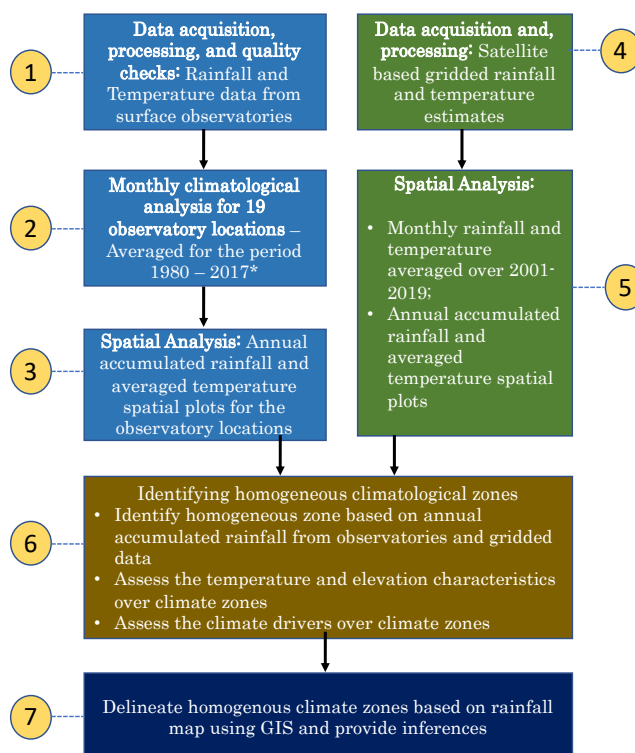 1
Data acquisition,
processing, and quality
checks: Rainfall and
Temperature data from
surface observatories
2
Monthly climatological
analysis for 19
observatory locations –
Averaged for the period
1980 – 2017*
3
Spatial Analysis: Annual
accumulated rainfall and
averaged temperature
spatial plots for the
observatory locations
4
Data acquisition and,
processing: Satellite
based gridded rainfall
and temperature
estimates
5
Spatial Analysis:
• Monthly rainfall and
temperature
averaged over 2001-
2019;
• Annual accumulated
rainfall and
averaged
temperature spatial
plots
6
Identifying homogeneous climatological zones
• Identify homogeneous zone based on annual
accumulated rainfall from observatories and gridded
data
• Assess the temperature and elevation characteristics
over climate zones
• Assess the climate drivers over climate zones
7
Delineate homogenous climate zones based on rainfall
map using GIS and provide inferences